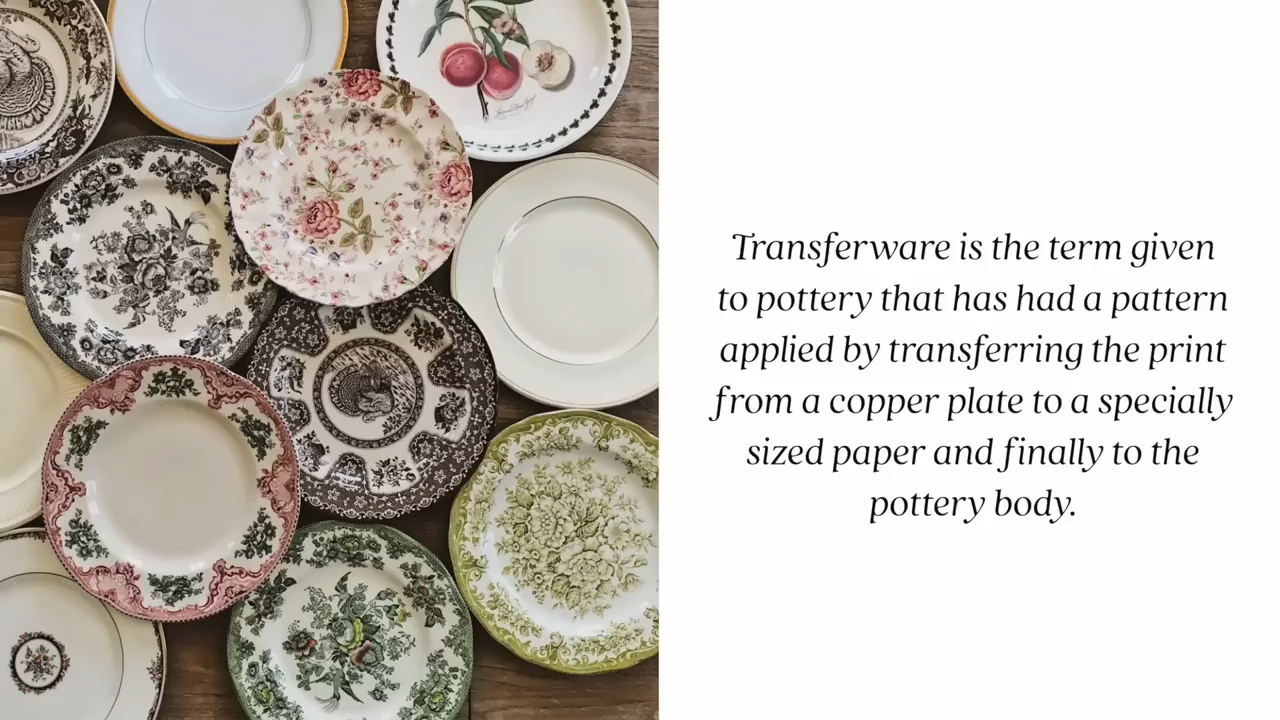 Transferware is the term given
to pottery that has had a pattern
applied by transferring the print
from a copper plate to a specially
sized paper and finally to the
pottery body.